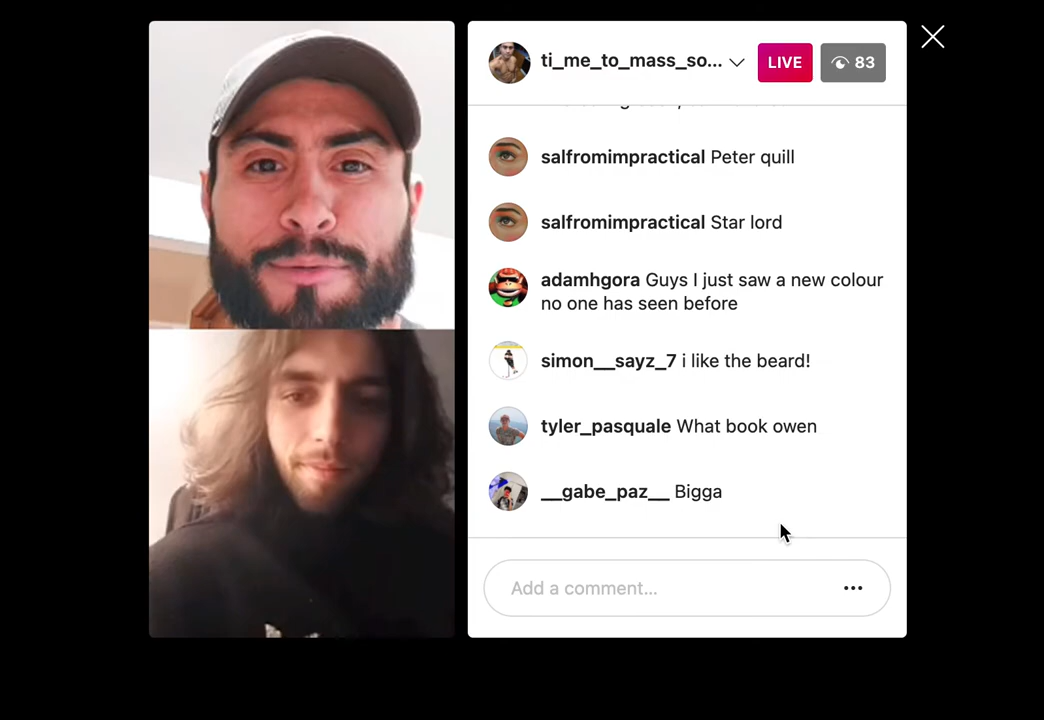 ti_me_to_mass_so...
LIVE
83
salfromimpractical Peter quill
salfromimpractical Star lord
adamhgora Guys I just saw a new colour
no one has seen before
simon__sayz_7 i like the beard!
tyler_pasquale What book owen
__gabe_paz__ Bigga
Add a comment...